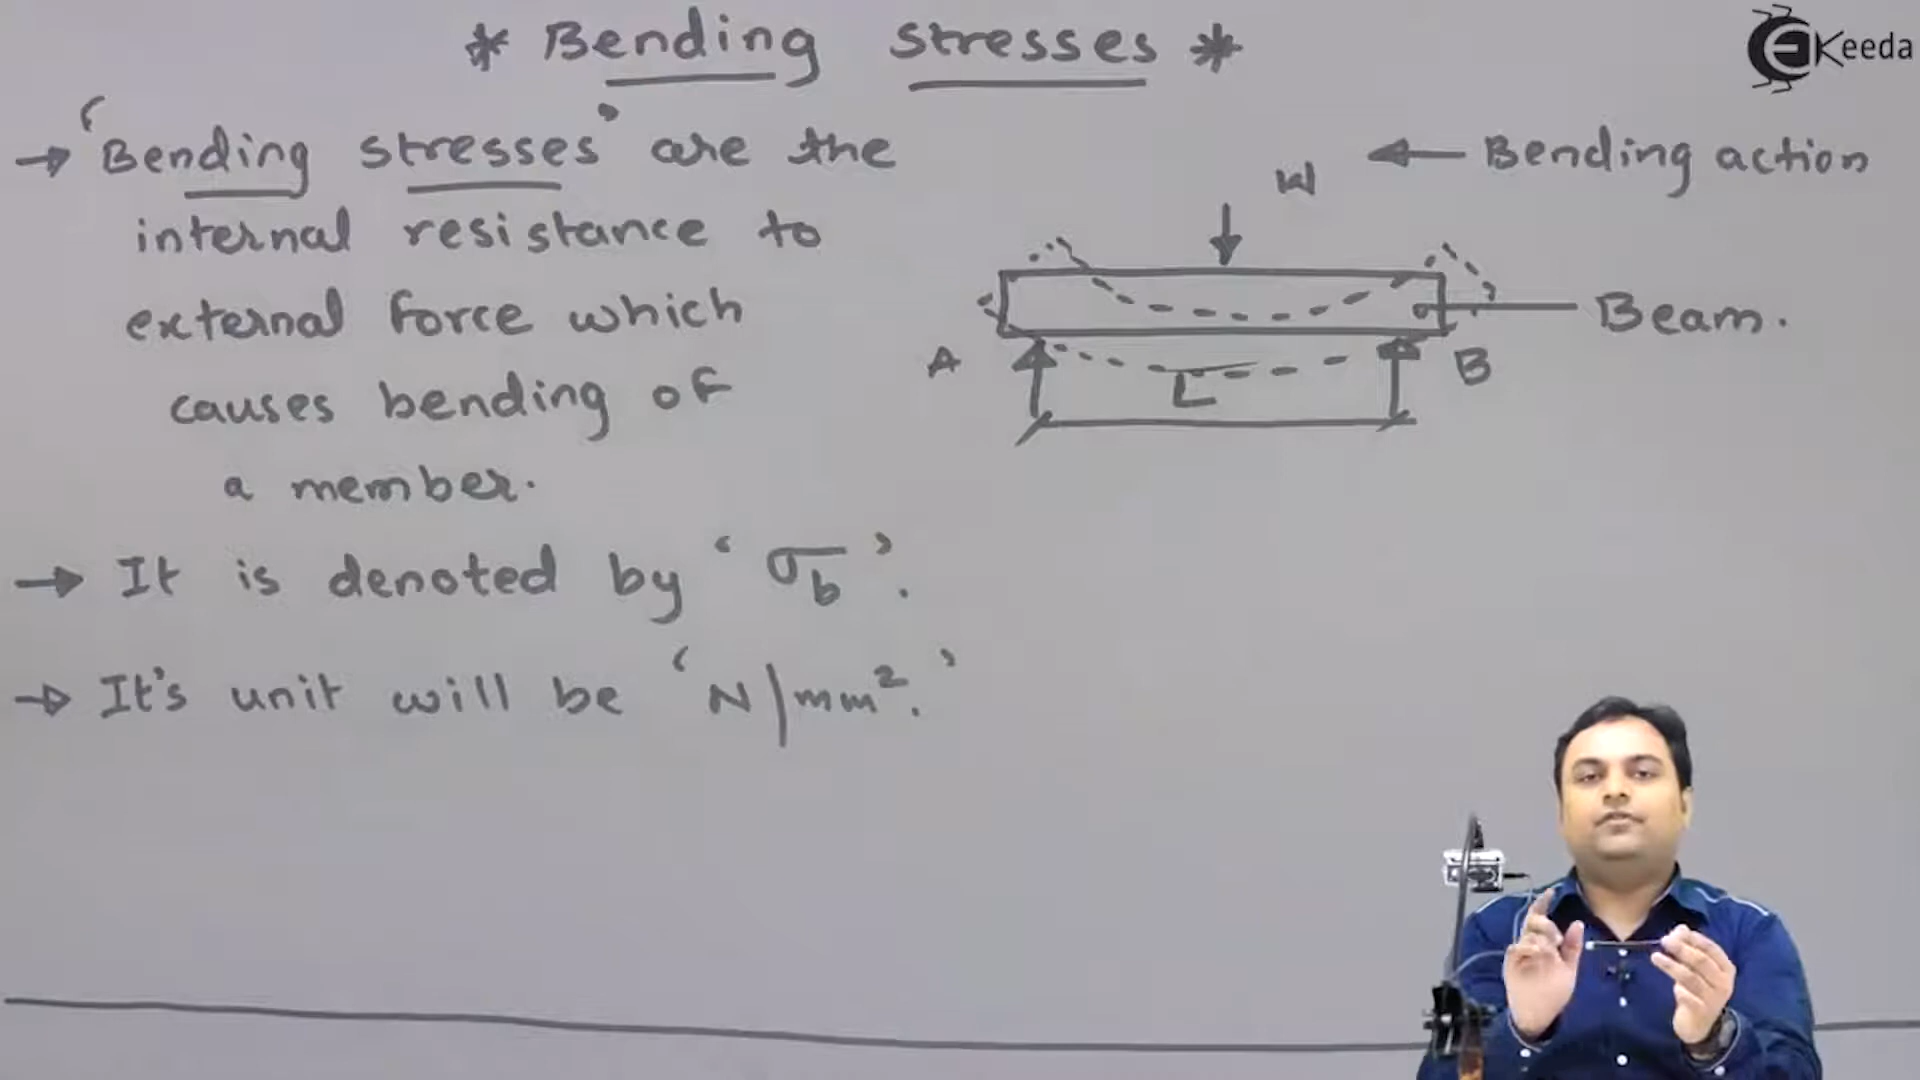 * Bending stresses *
Ekeeda
→ 'Bending stresses' are the
internal resistance to
external force which
causes bending of
a member.
→ It is denoted by 'σb'.
→ It's unit will be 'N/mm².'
← Bending action
W
Beam.
A
B
L